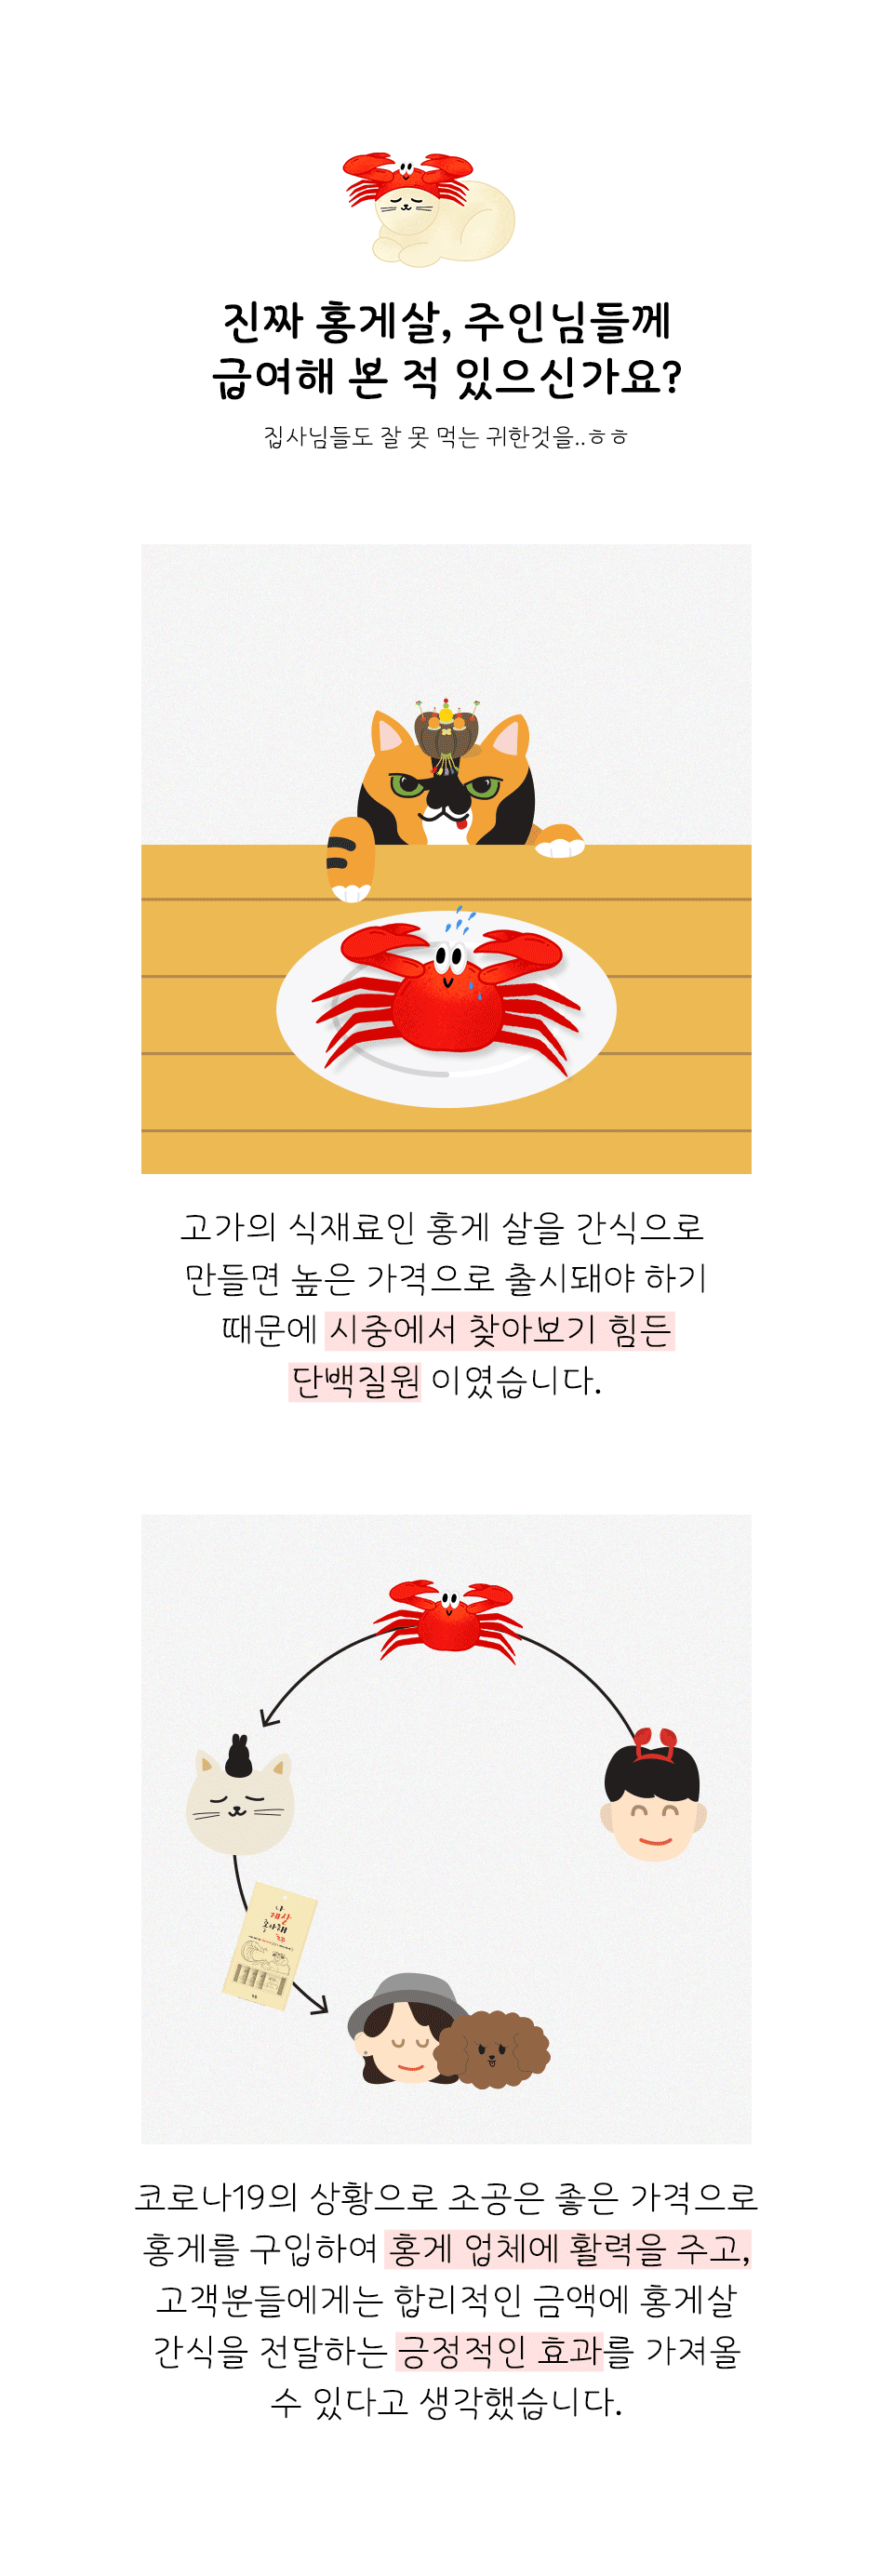 진짜 홍게살, 주인님들께
급여해 본 적 있으신가요?
집사님들도 잘 못 먹는 귀한것을..ㅎㅎ
고가의 식재료인 홍게 살을 간식으로
만들면 높은 가격으로 출시돼야 하기
때문에 시중에서 찾아보기 힘든
단백질원 이였습니다.
나
게살
좋아해
코로나19의 상황으로 조공은 좋은 가격으로
홍게를 구입하여 홍게 업체에 활력을 주고,
고객분들에게는 합리적인 금액에 홍게살
간식을 전달하는 긍정적인 효과를 가져올
수 있다고 생각했습니다.